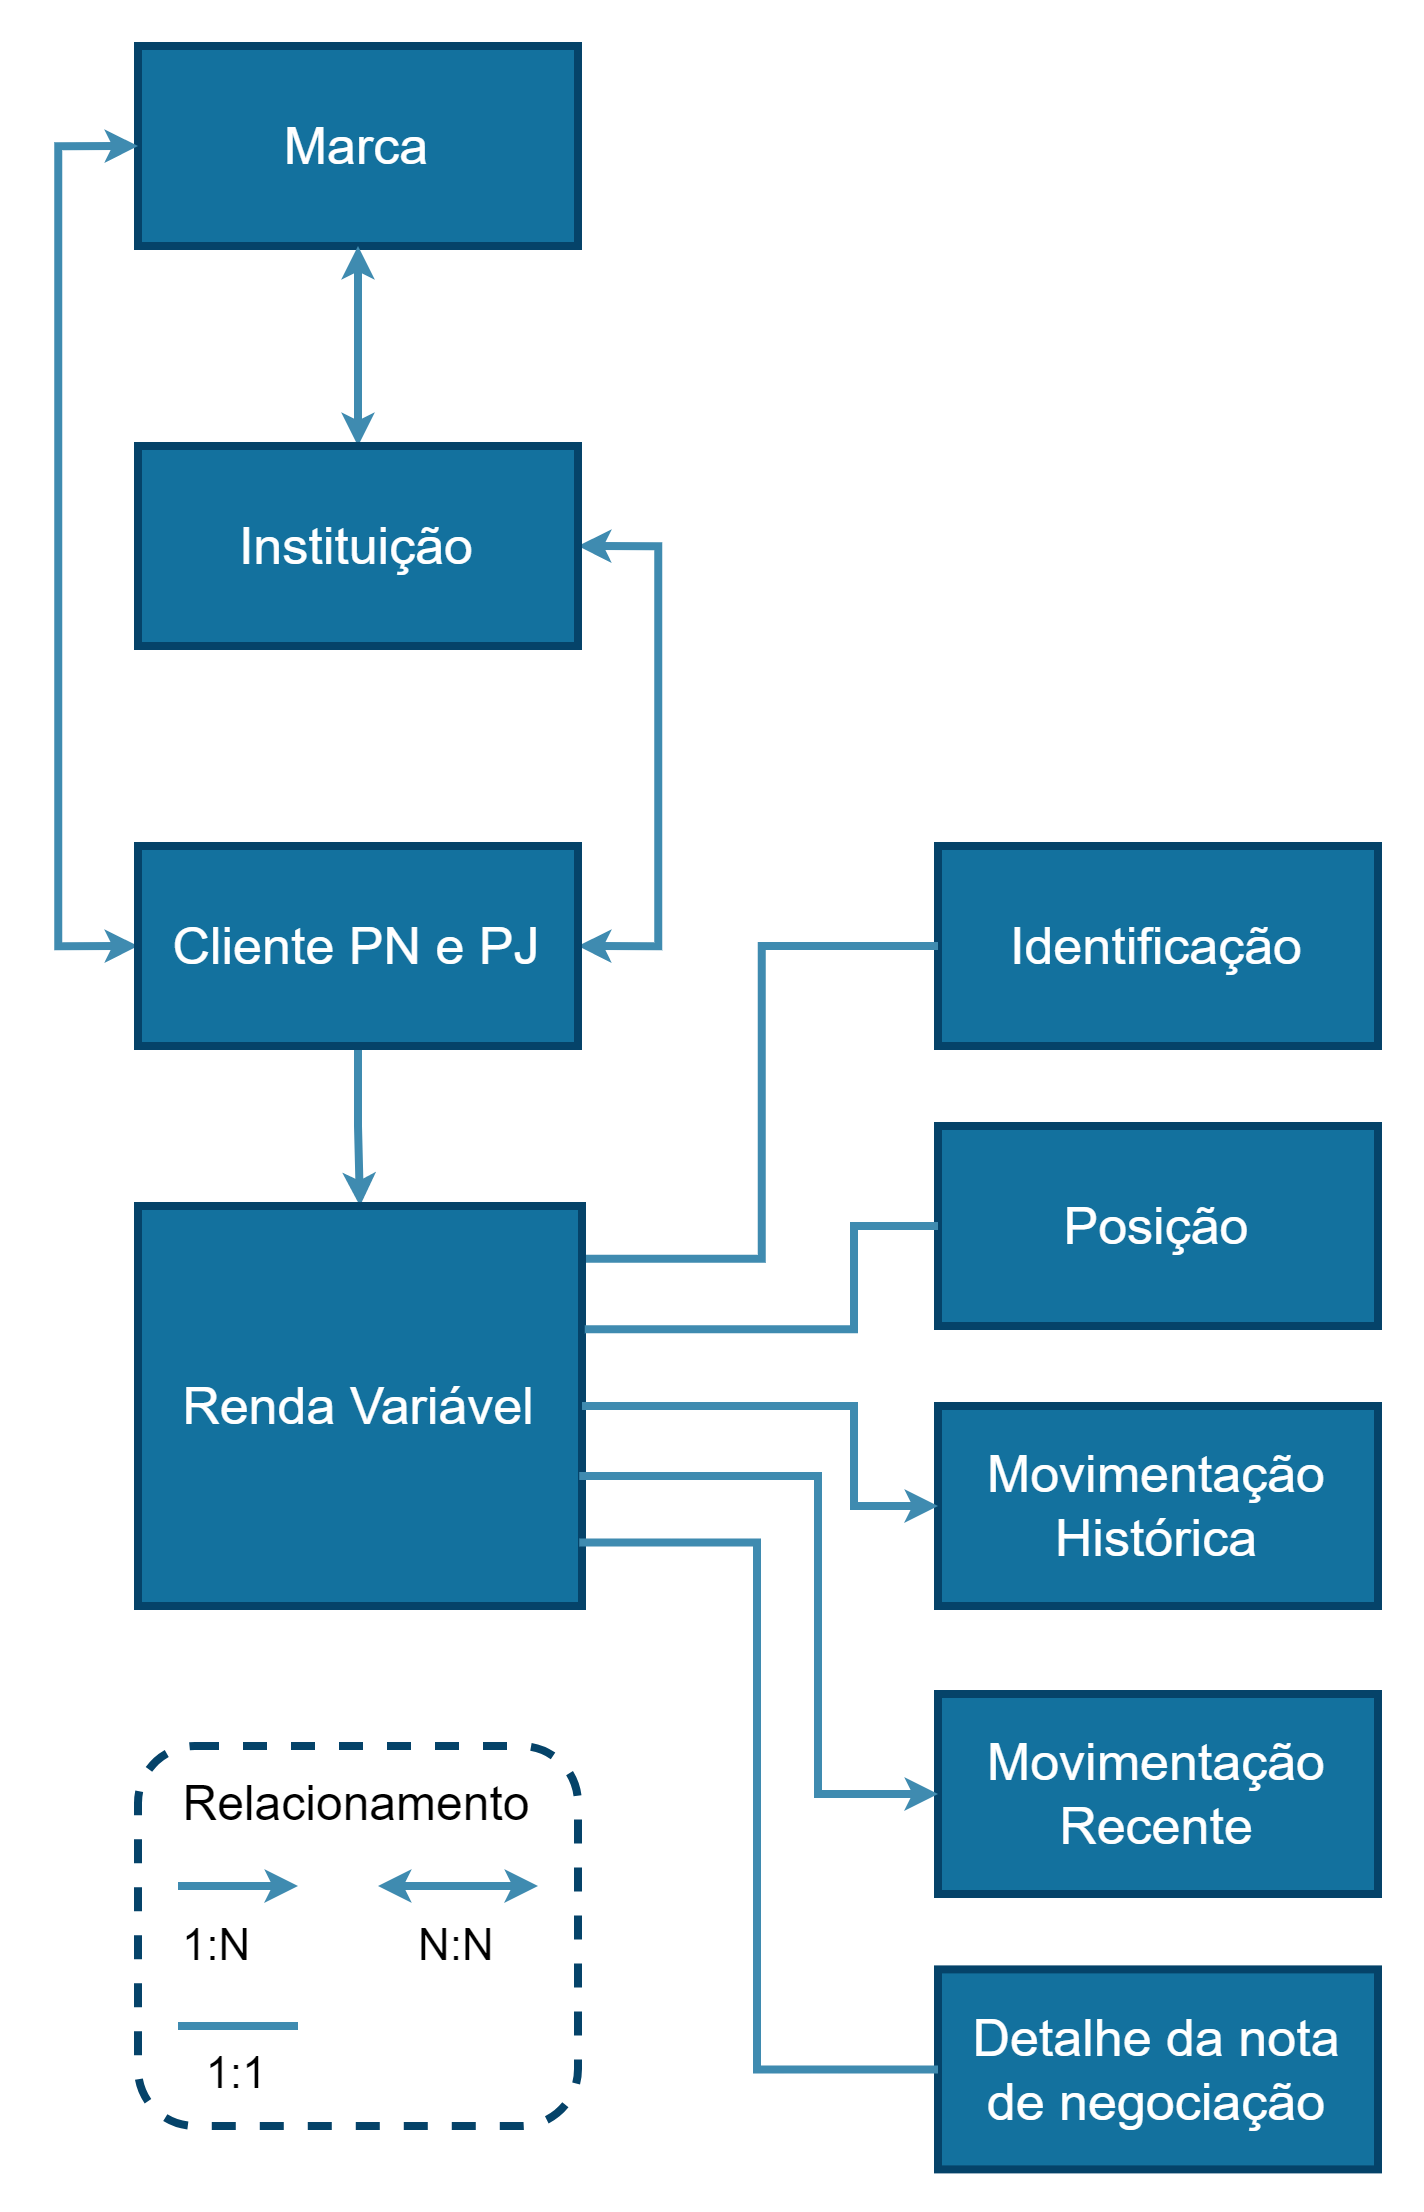 Marca
Instituição
Cliente PN e PJ
Identificação
Posição
Renda Variável
Movimentação
Histórica
Movimentação
Recente
Detalhe da nota
de negociação
Relacionamento
1:N
N:N
1:1